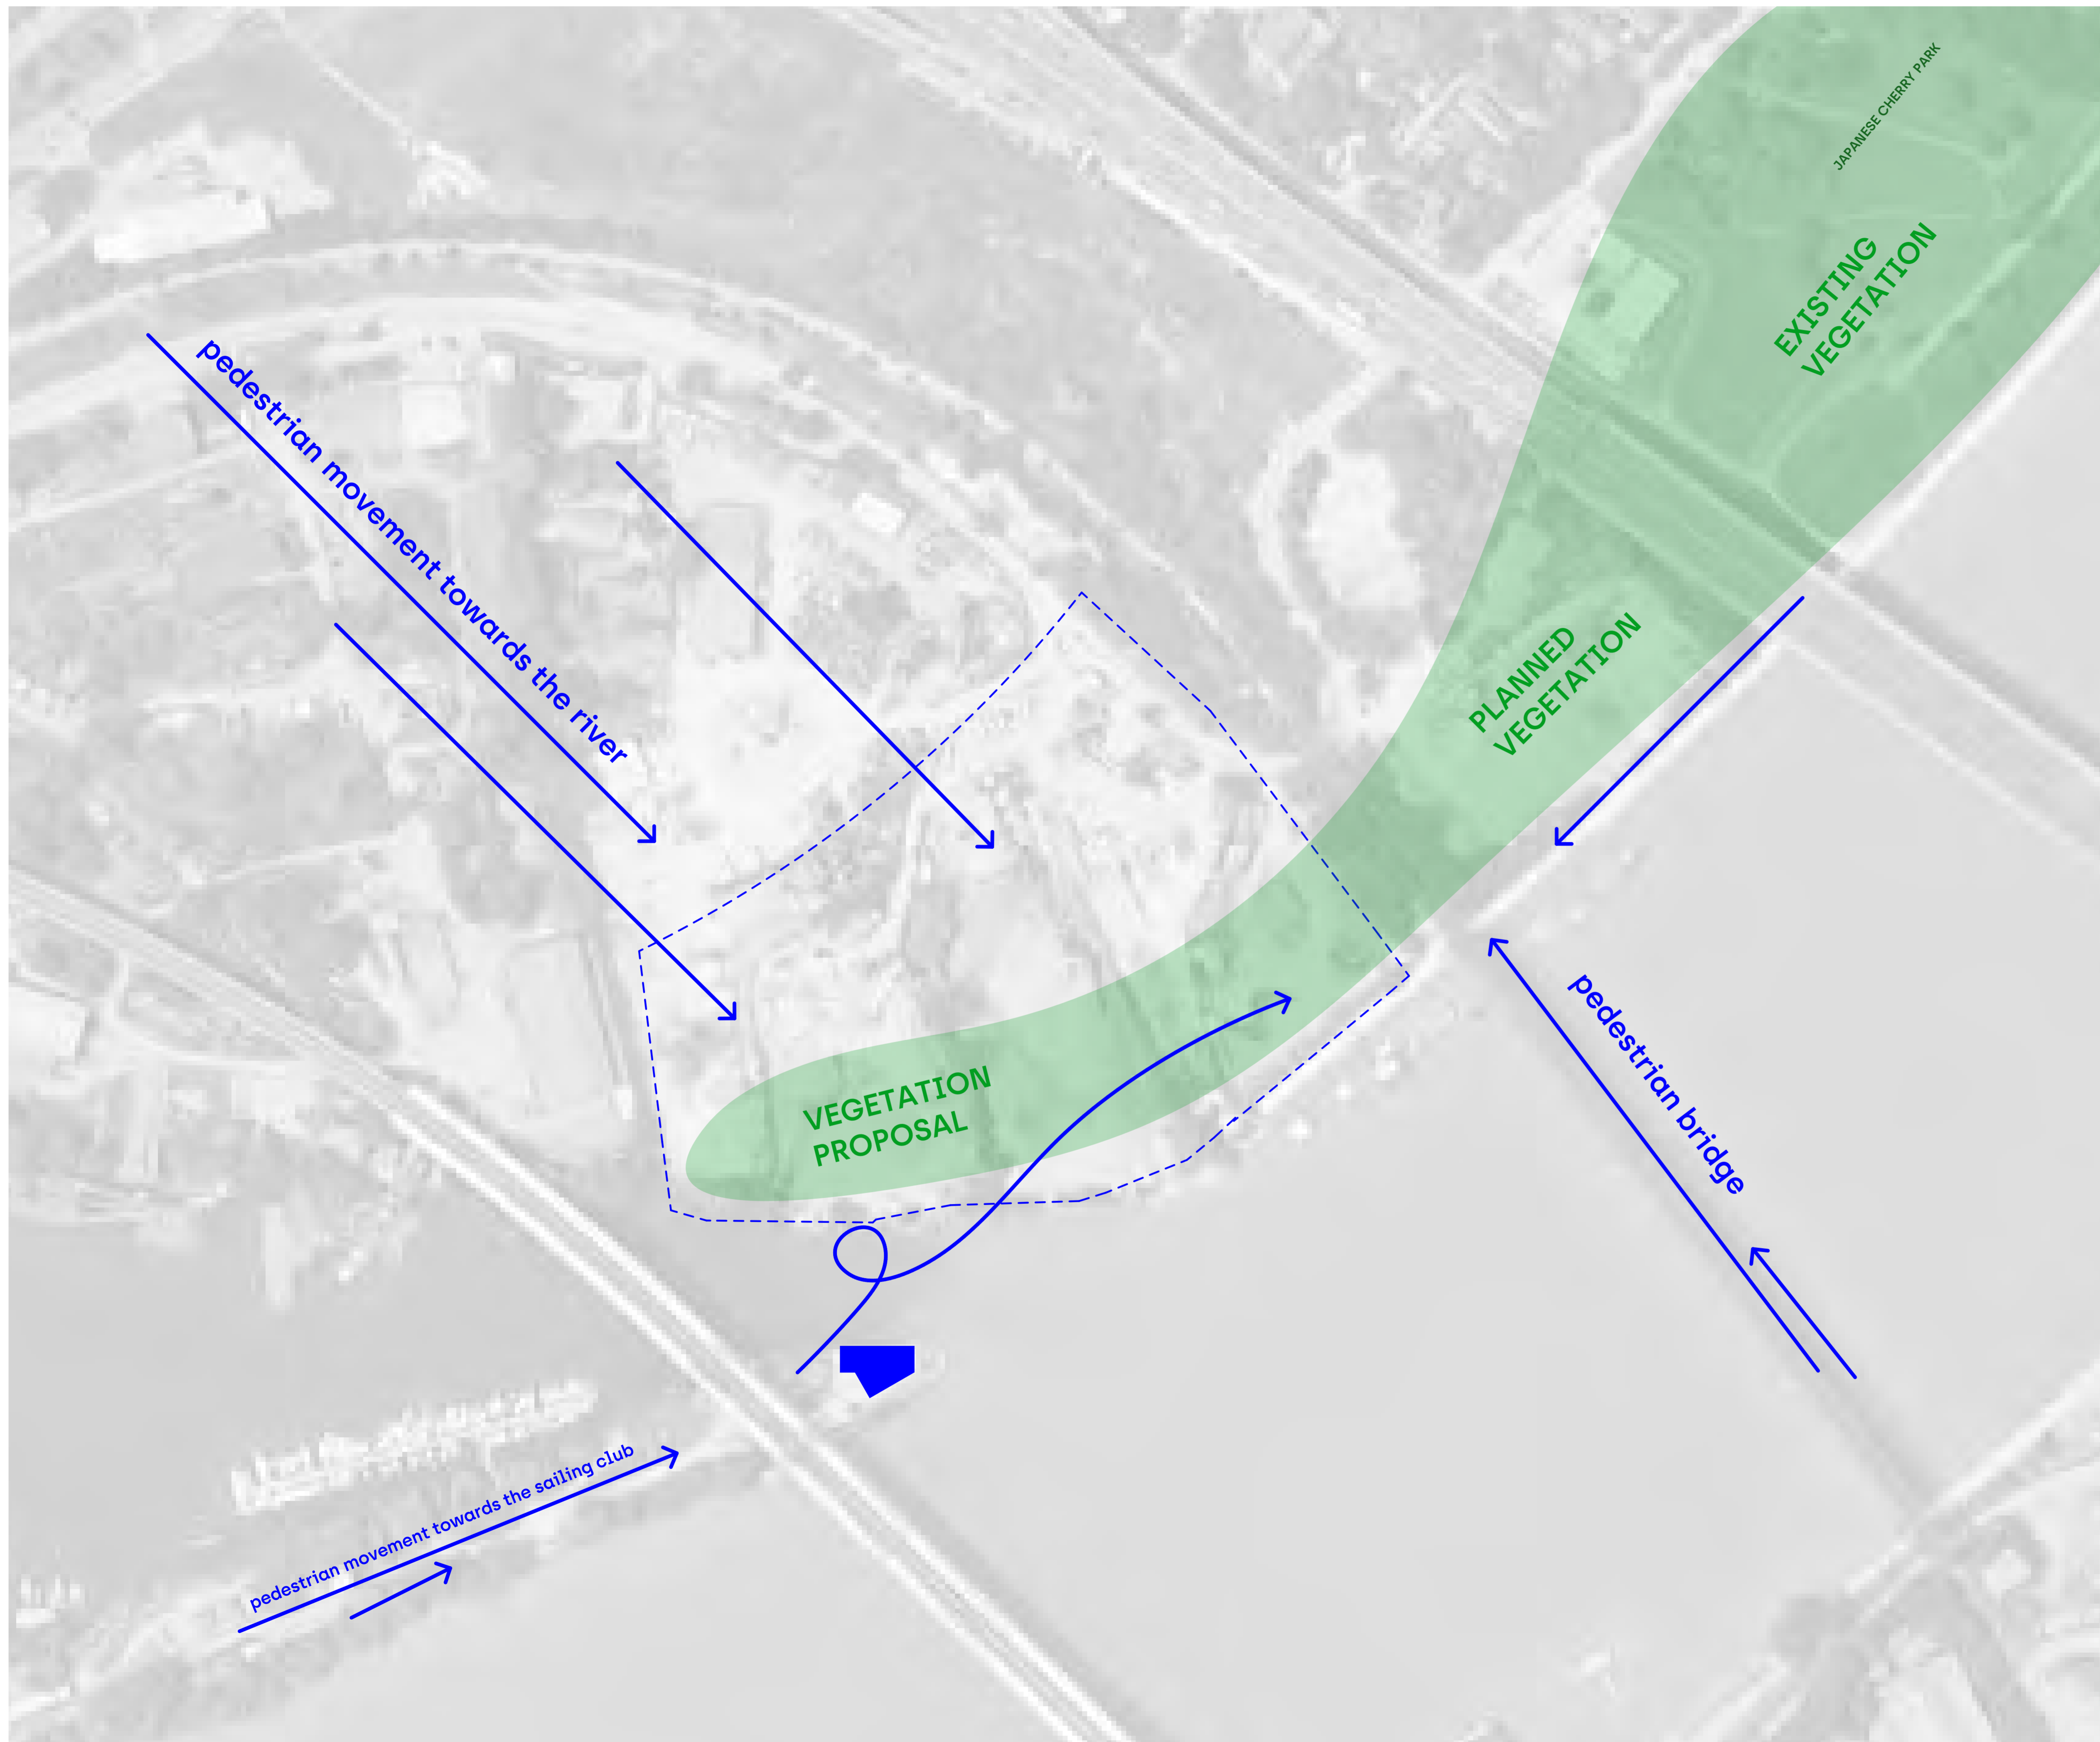 JAPANESE CHERRY PARK
EXISTING
VEGETATION
pedestrian movement towards the river
PLANNED
VEGETATION
VEGETATION
PROPOSAL
pedestrian bridge
pedestrian movement towards the sailing club